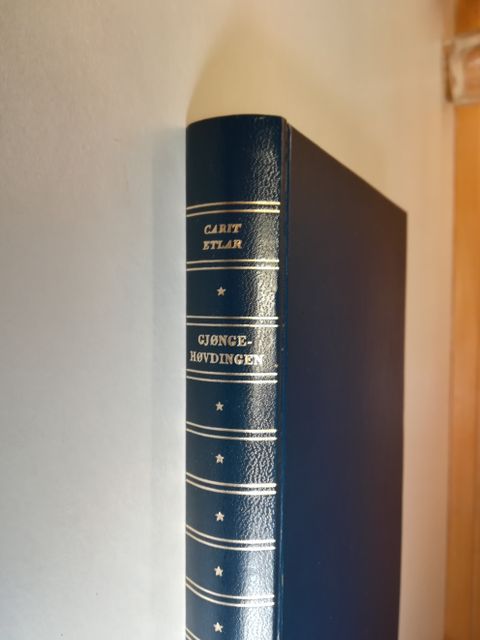 CARIT
ETLAR
GJØNGE-
HØVDINGEN